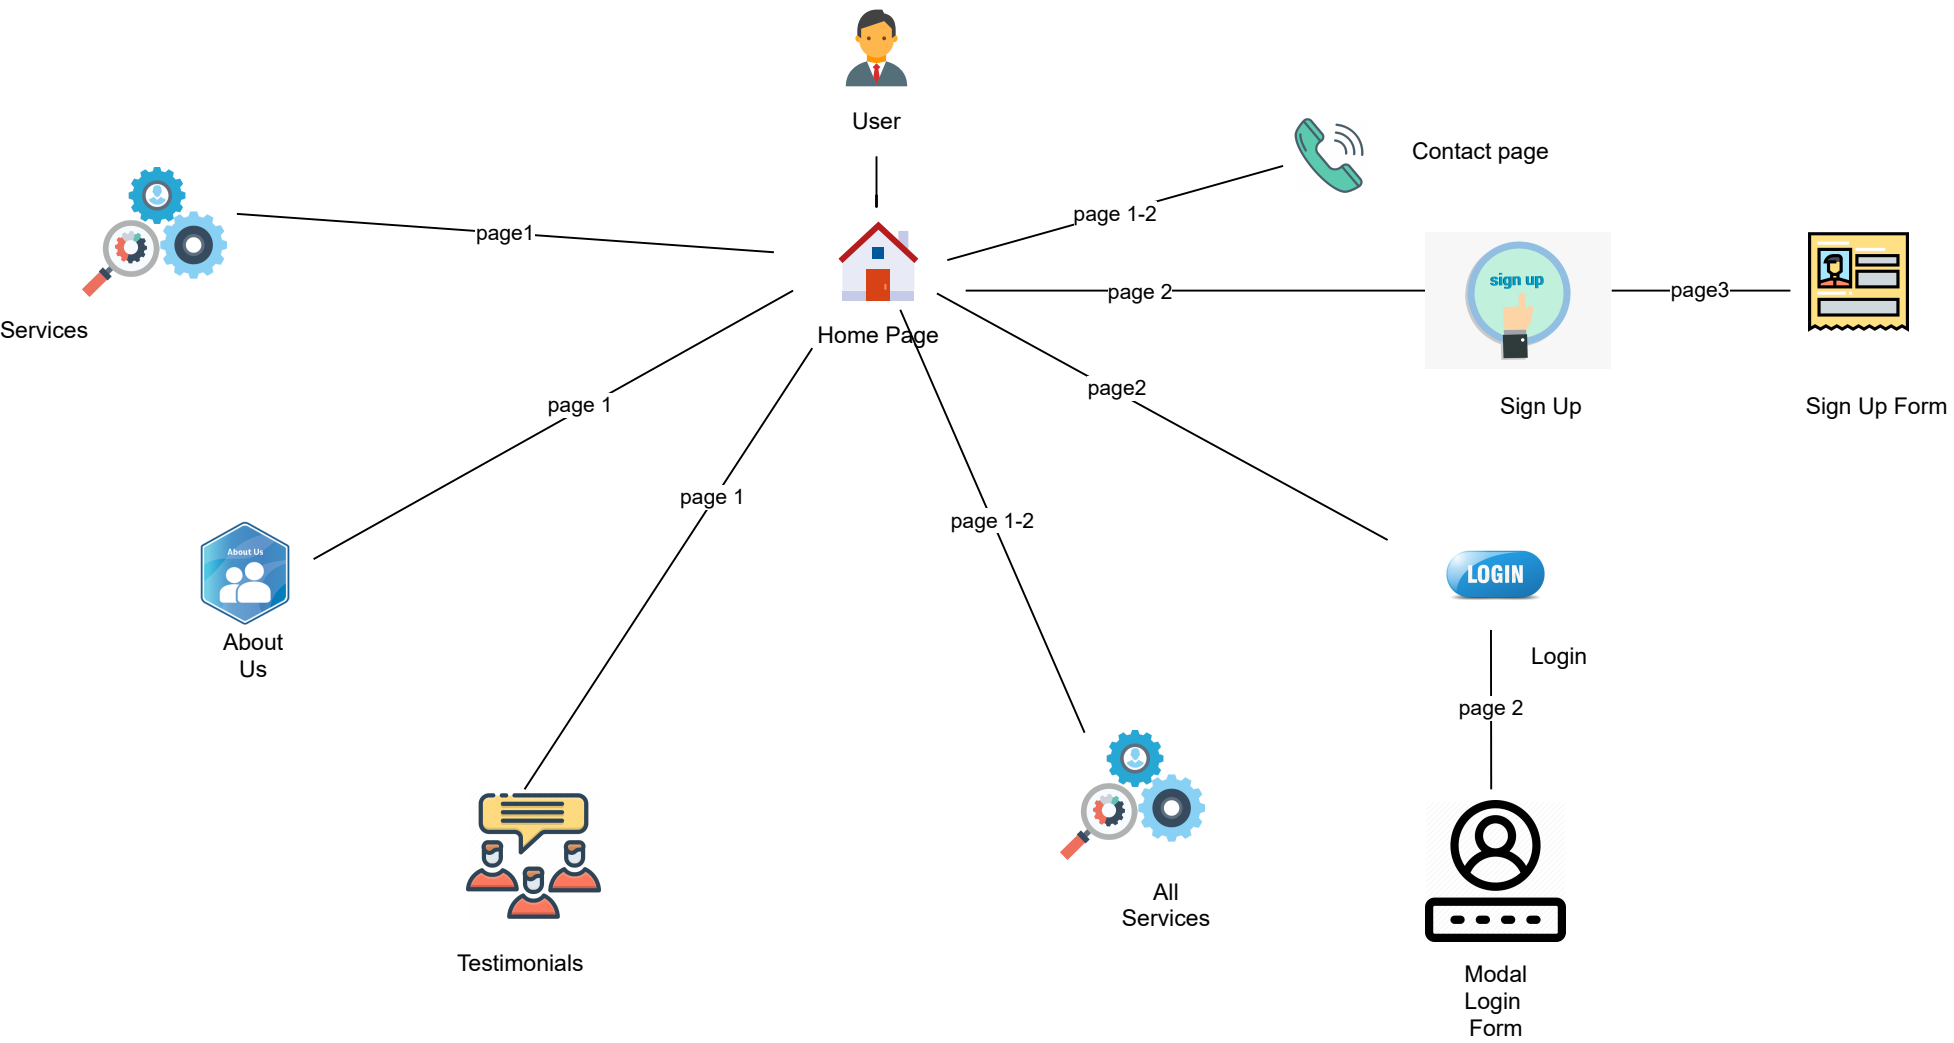 User
Contact page
page 1-2
page1
sign up
page 2
page3
Services
Home Page
page2
page 1
Sign Up
Sign Up Form
page 1
page 1-2
About Us
LOGIN
About
Us
Login
page 2
All
Services
Testimonials
Modal
Login
Form